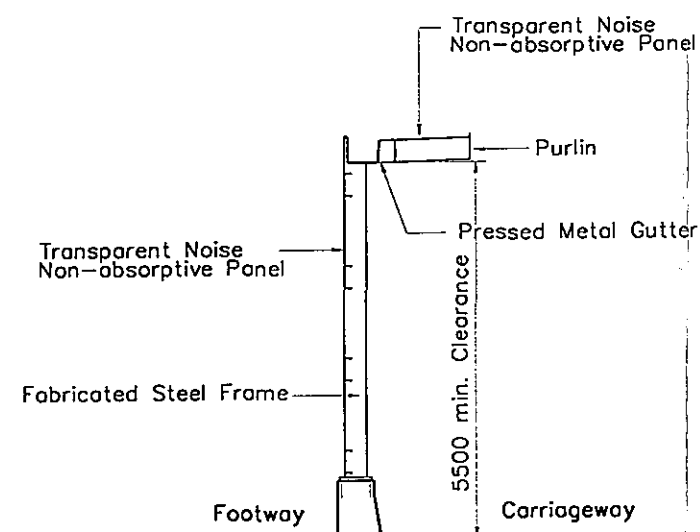 Transparent Noise
Non-absorptive Panel
Purlin
Pressed Metal Gutter
Transparent Noise
Non-absorptive Panel
5500 min. Clearance
Fabricated Steel Frame
Footway
Carriageway